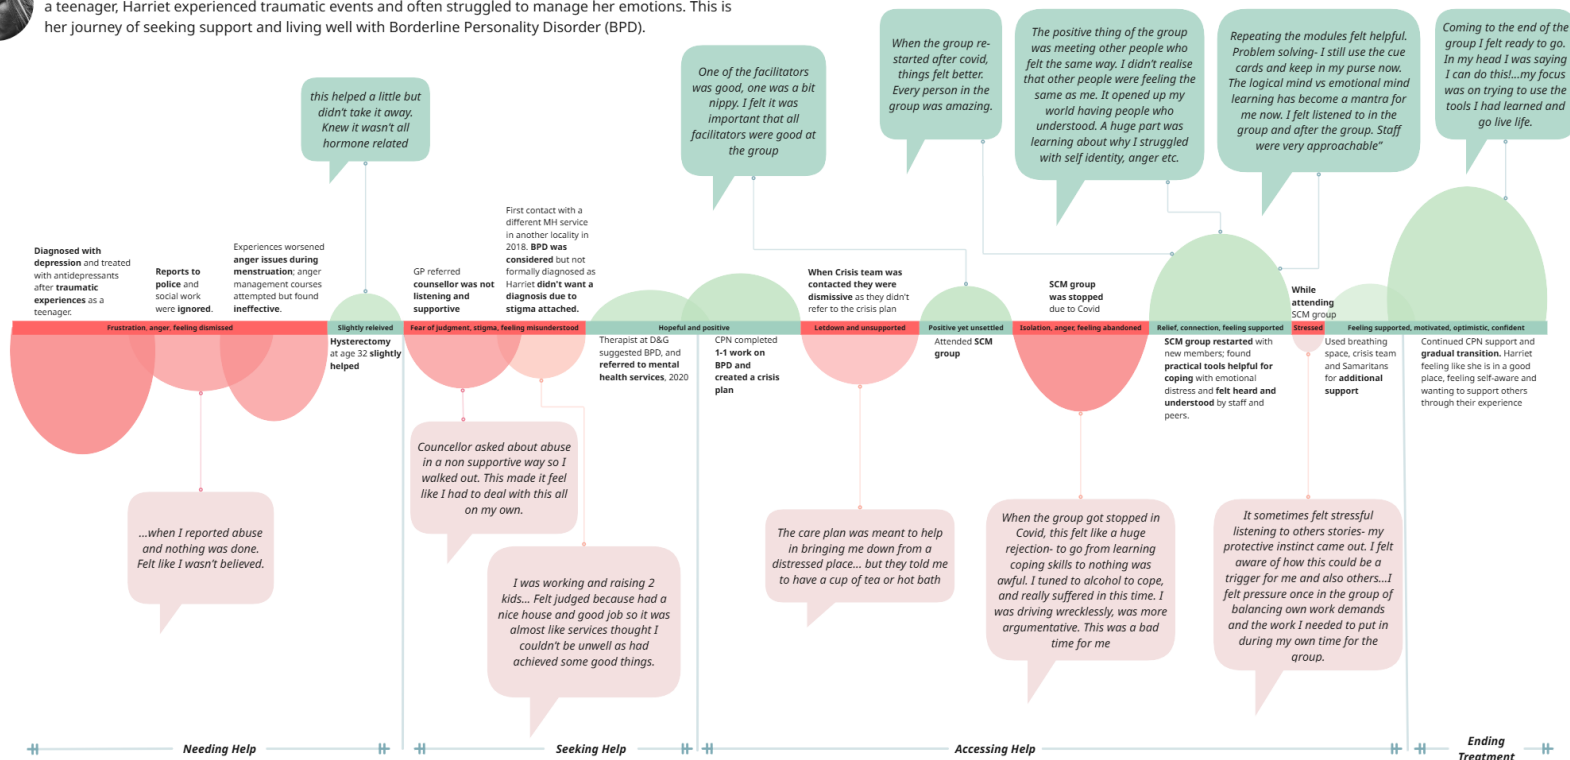 a teenager, Harriet experienced traumatic events and often struggled to manage her emotions. This is
her journey of seeking support and living well with Borderline Personality Disorder (BPD).
this helped a little but
didn't take it away.
Knew it wasn't all
hormone related
One of the facilitators
was good, one was a bit
nippy. I felt it was
important that all
facilitators were good at
the group
When the group re-
started after covid,
things felt better.
Every person in the
group was amazing.
The positive thing of the group
was meeting other people who
felt the same way. I didn't realise
that other people were feeling the
same as me. It opened up my
world having people who
understood. A huge part was
learning about why I struggled
with self identity, anger etc.
Repeating the modules felt helpful.
Problem solving- I still use the cue
cards and keep in my purse now.
The logical mind vs emotional mind
learning has become a mantra for
me now. I felt listened to in the
group and after the group. Staff
were very approachable"
Coming to the end of the
group I felt ready to go.
In my head I was saying
I can do this!...my focus
was on trying to use the
tools I had learned and
go live life.
Diagnosed with
depression and treated
with antidepressants
after traumatic
experiences as a
teenager.
Reports to
police and
social work
were ignored.
Experiences worsened
anger issues during
menstruation; anger
management courses
attempted but found
ineffective.
GP referred
counsellor was not
listening and
supportive
First contact with a
different MH service
in another locality in
2018. BPD was
considered but not
formally diagnosed as
Harriet didn't want a
diagnosis due to
stigma attached.
When Crisis team was
contacted they were
dismissive as they didn't
refer to the crisis plan
SCM group
was stopped
due to Covid
While
attending
SCM group
Frustration, anger, feeling dismissed
Slightly releived
Fear of judgment, stigma, feeling misunderstood
Hopeful and positive
Letdown and unsupported
Positive yet unsettled
Isolation, anger, feeling abandoned
Relief, connection, feeling supported
Stressed
Feeling supported, motivated, optimistic, confident
Hysterectomy
at age 32 slightly
helped
Therapist at D&G
suggested BPD, and
referred to mental
health services, 2020
CPN completed
1-1 work on
BPD and
created a crisis
plan
Attended SCM
group
SCM group restarted with
new members; found
practical tools helpful for
coping with emotional
distress and felt heard and
understood by staff and
peers.
Used breathing
space, crisis team
and Samaritans
for additional
support
Continued CPN support and
gradual transition. Harriet
feeling like she is in a good
place, feeling self-aware and
wanting to support others
through their experience
...when I reported abuse
and nothing was done.
Felt like I wasn't believed.
Councellor asked about abuse
in a non supportive way so I
walked out. This made it feel
like I had to deal with this all
on my own.
I was working and raising 2
kids... Felt judged because had a
nice house and good job so it was
almost like services thought I
couldn't be unwell as had
achieved some good things.
The care plan was meant to help
in bringing me down from a
distressed place... but they told me
to have a cup of tea or hot bath
When the group got stopped in
Covid, this felt like a huge
rejection- to go from learning
coping skills to nothing was
awful. I tuned to alcohol to cope,
and really suffered in this time. I
was driving wrecklessly, was more
argumentative. This was a bad
time for me
It sometimes felt stressful
listening to others stories- my
protective instinct came out. I felt
aware of how this could be a
trigger for me and also others...I
felt pressure once in the group of
balancing own work demands
and the work I needed to put in
during my own time for the
group.
Needing Help
Seeking Help
Accessing Help
Ending
Treatment